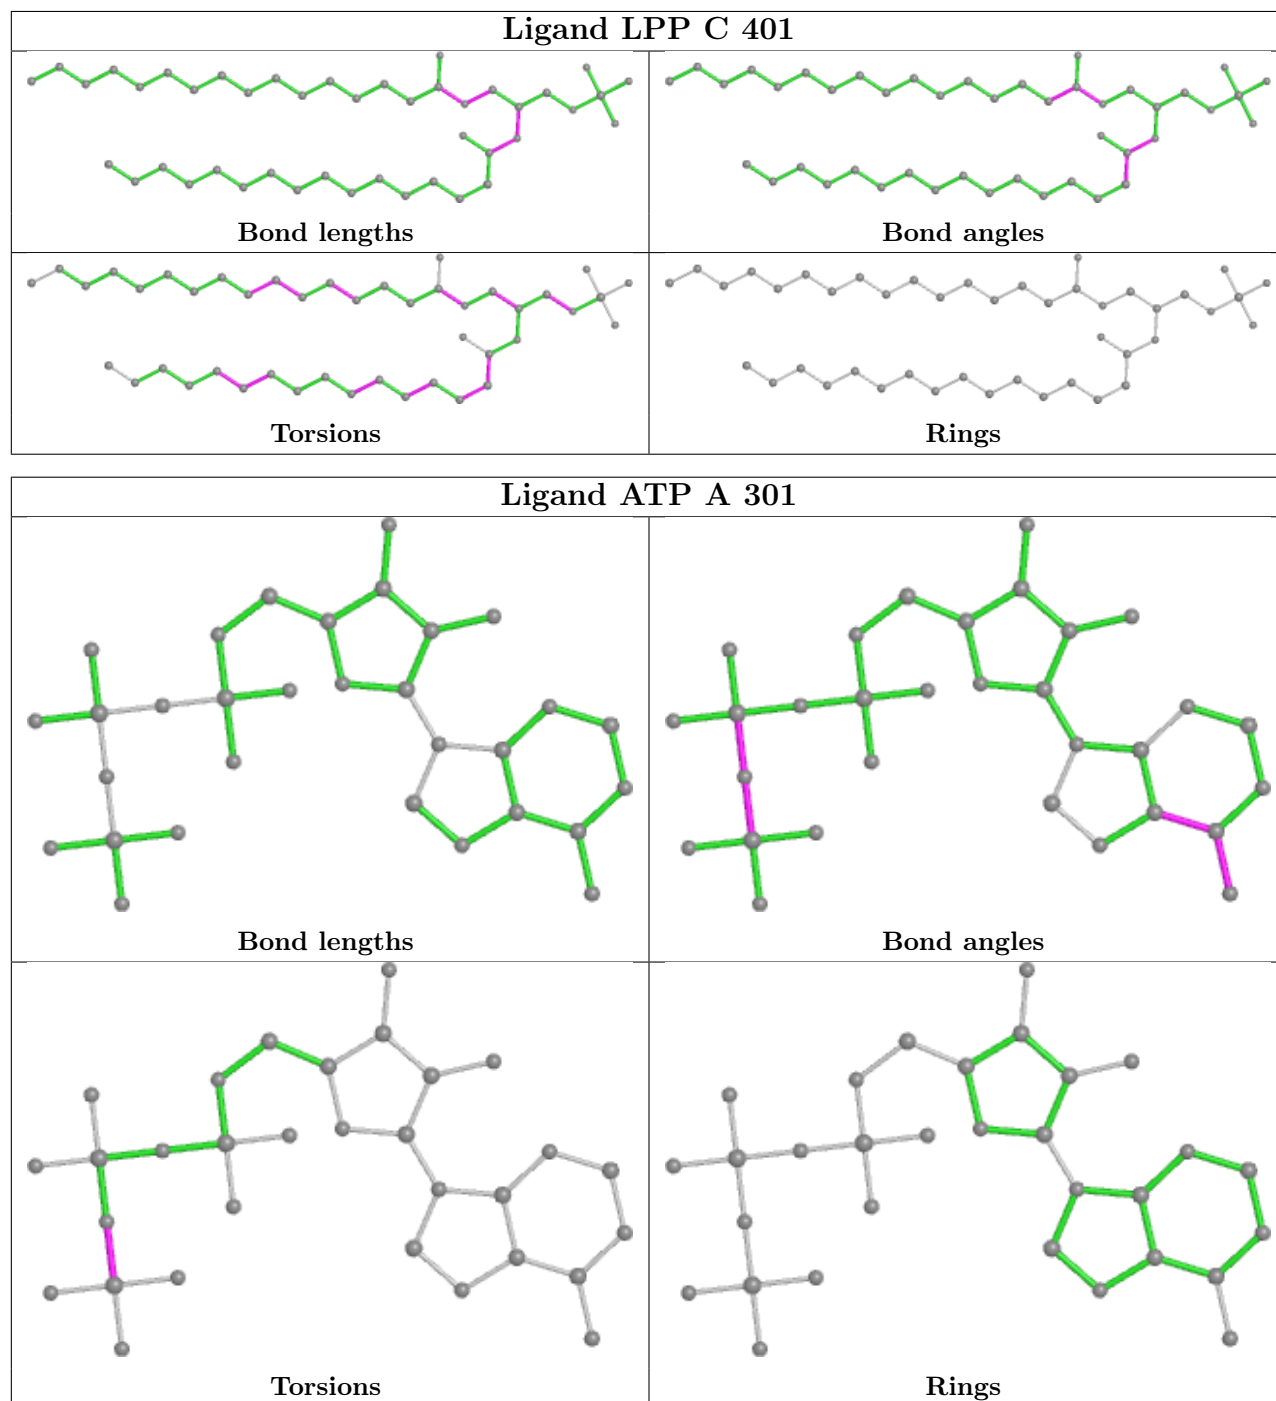 Ligand LPP C 401
Bond lengths
Bond angles
Torsions
Rings
Ligand ATP A 301
Bond lengths
Bond angles
Torsions
Rings